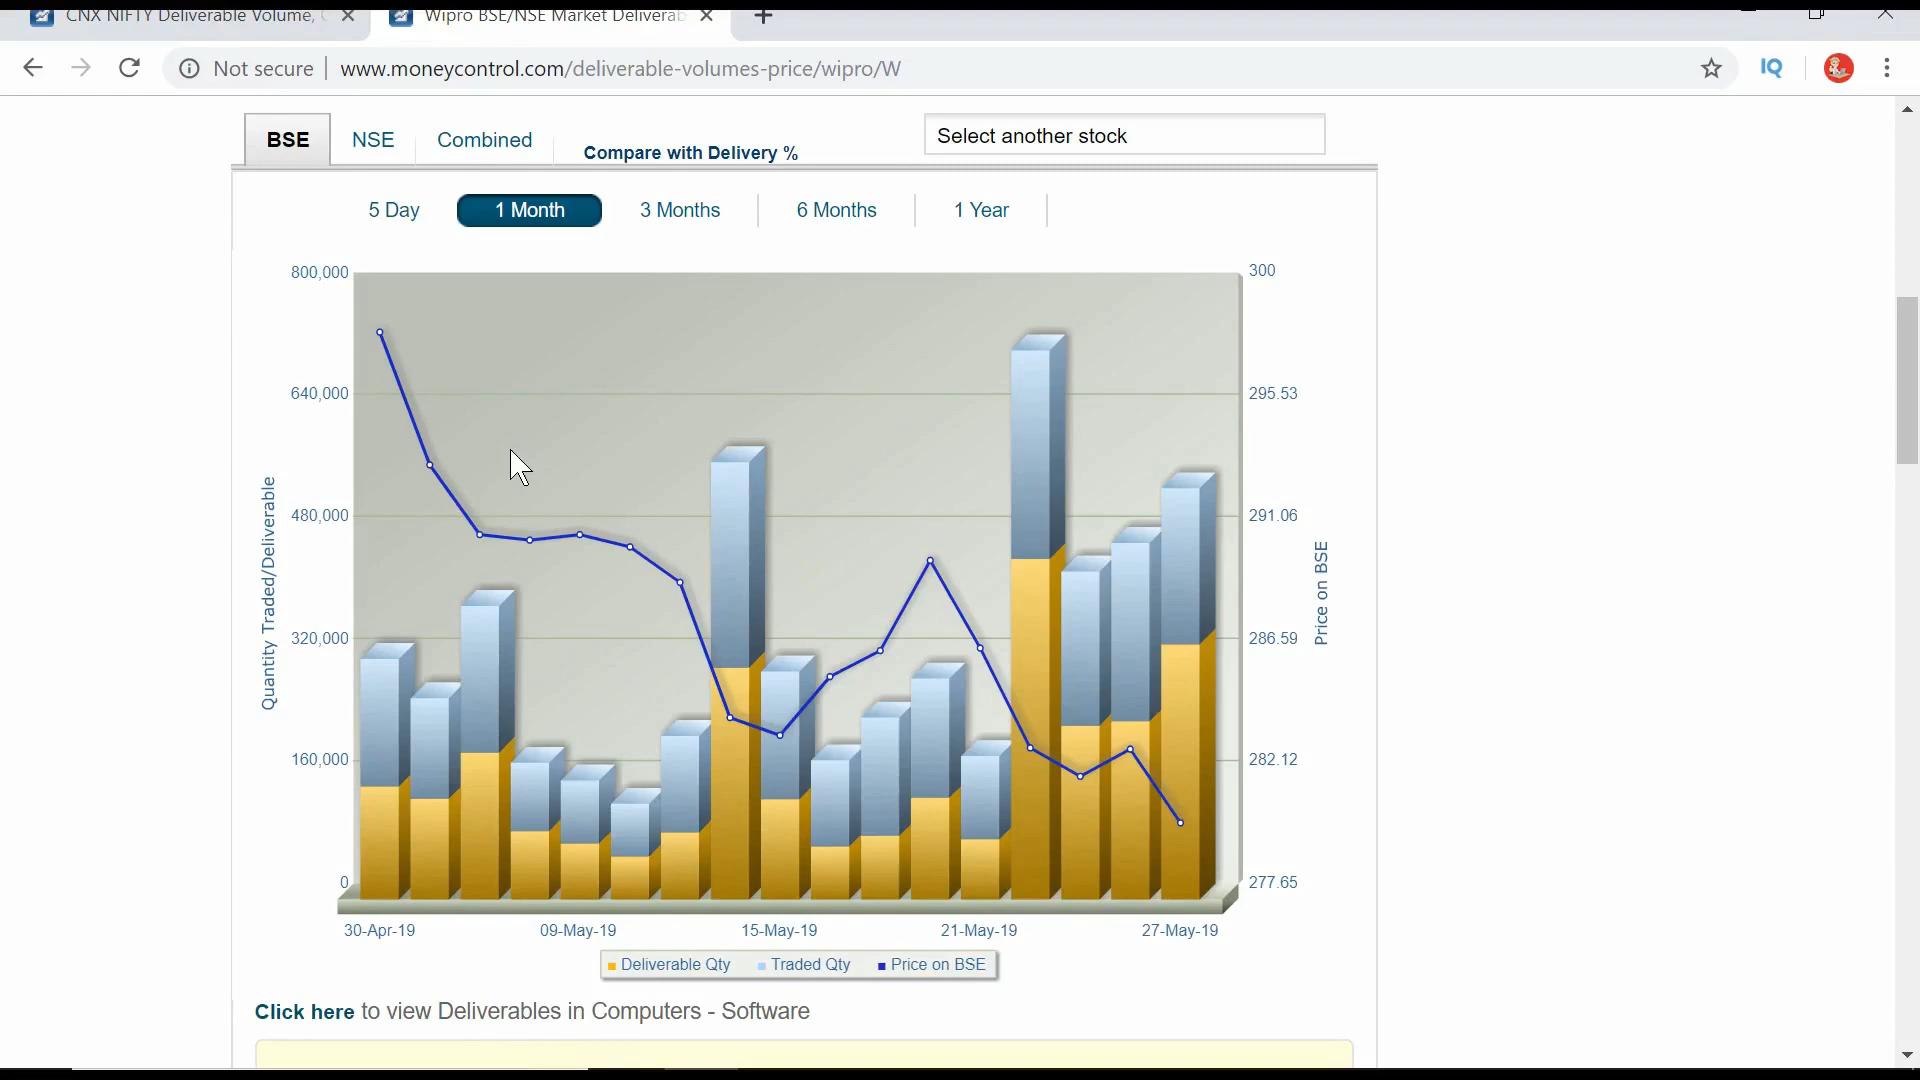 CNX NIFTY Deliverable Volume,
Wipro BSE/NSE Market Deliverab
Not secure www.moneycontrol.com/deliverable-volumes-price/wipro/W
IQ
BSE NSE Combined Compare with Delivery % Select another stock
5 Day 1 Month 3 Months 6 Months 1 Year
800,000 300
640,000 295.53
480,000 291.06
320,000 286.59
160,000 282.12
0 277.65
Quantity Traded/Deliverable
Price on BSE
30-Apr-19 09-May-19 15-May-19 21-May-19 27-May-19
Deliverable Qty Traded Qty Price on BSE
Click here to view Deliverables in Computers - Software